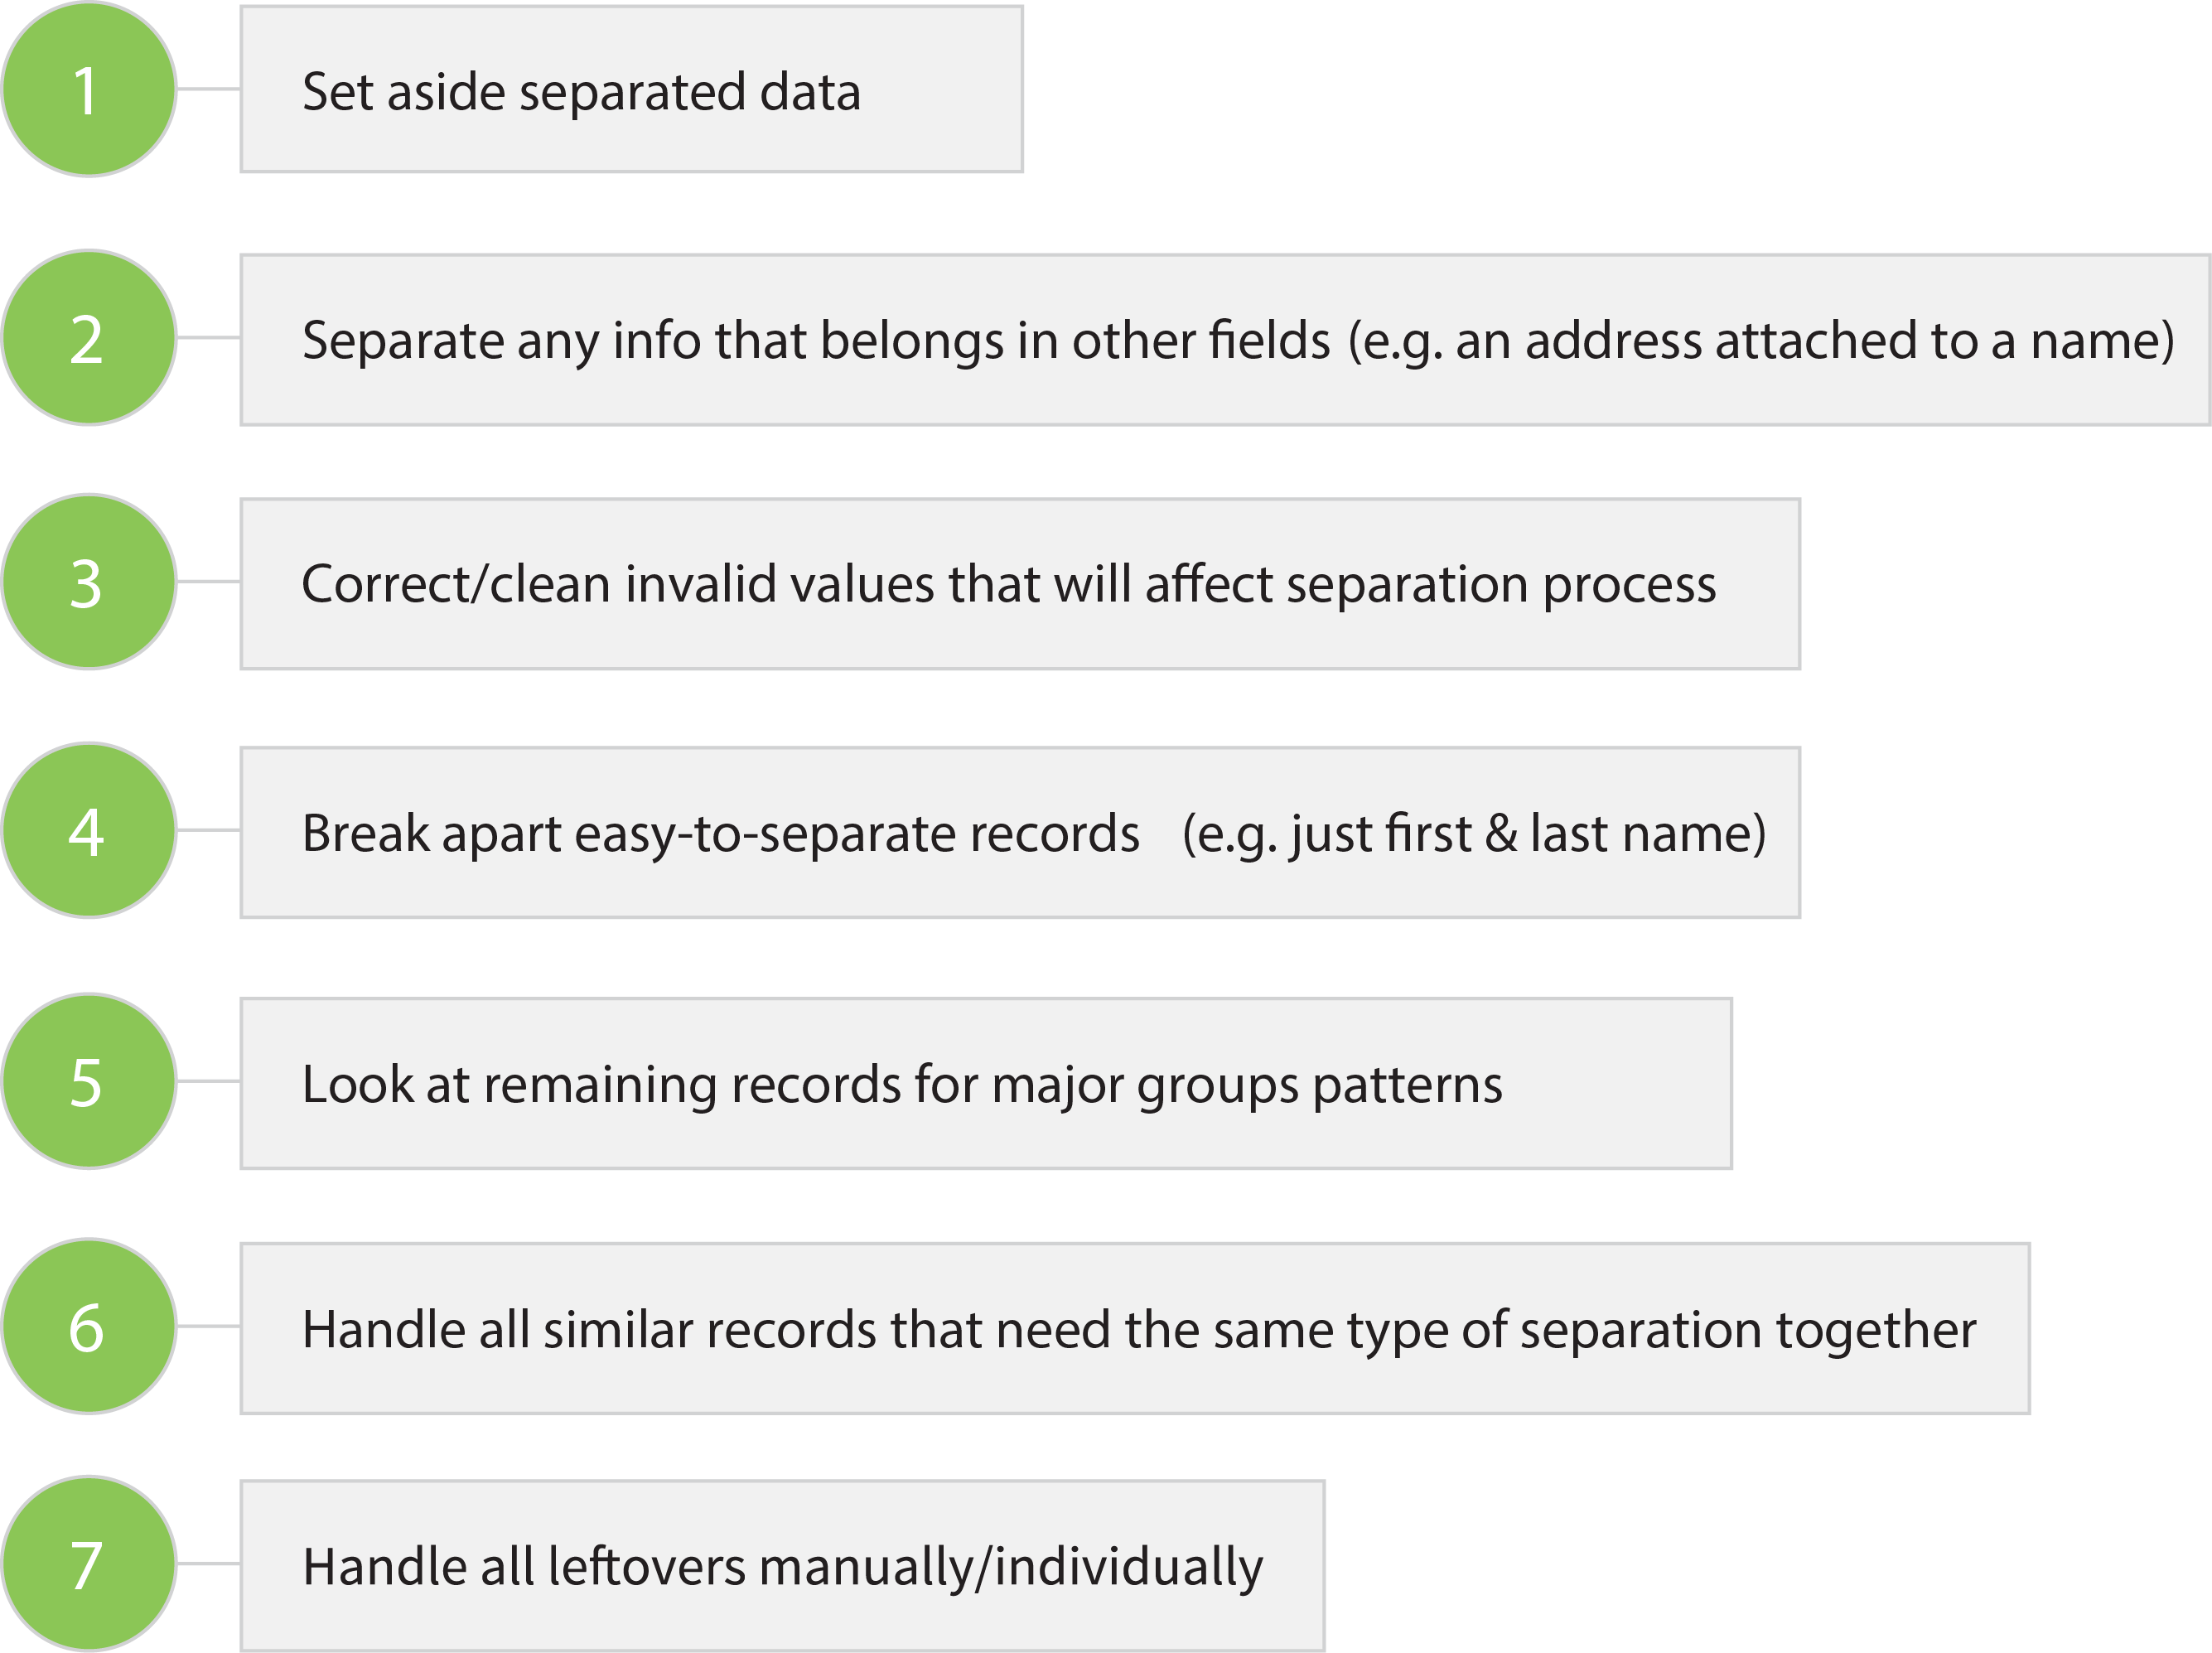 1
Set aside separated data
2
Separate any info that belongs in other fields (e.g. an address attached to a name)
3
Correct/clean invalid values that will affect separation process
4
Break apart easy-to-separate records (e.g. just first & last name)
5
Look at remaining records for major groups patterns
6
Handle all similar records that need the same type of separation together
7
Handle all leftovers manually/individually